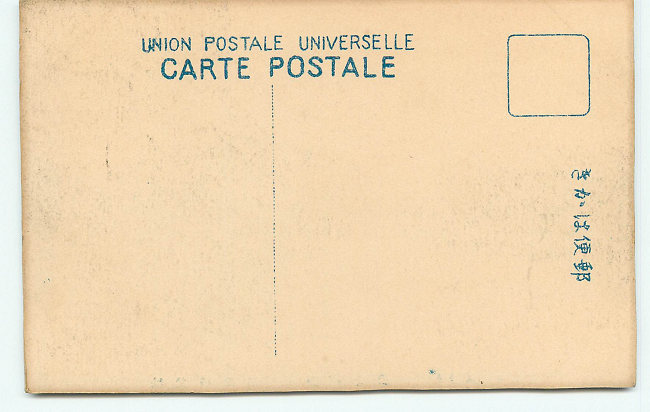 UNION POSTALE UNIVERSELLE
CARTE POSTALE
郵便はがき